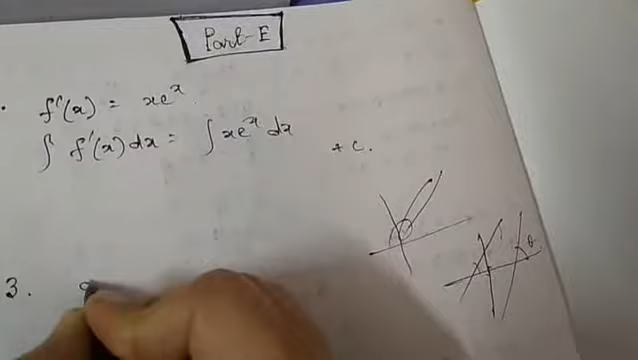 Part-E
f'(x) = xe^x
∫ f'(x) dx = ∫ xe^x dx + c.
3.
θ